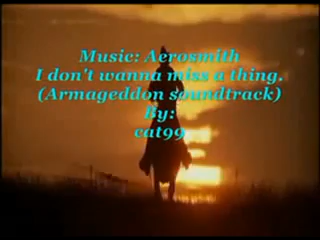 Music: Aerosmith
I don't wanna miss a thing.
(Armageddon soundtrack)
By:
cat99